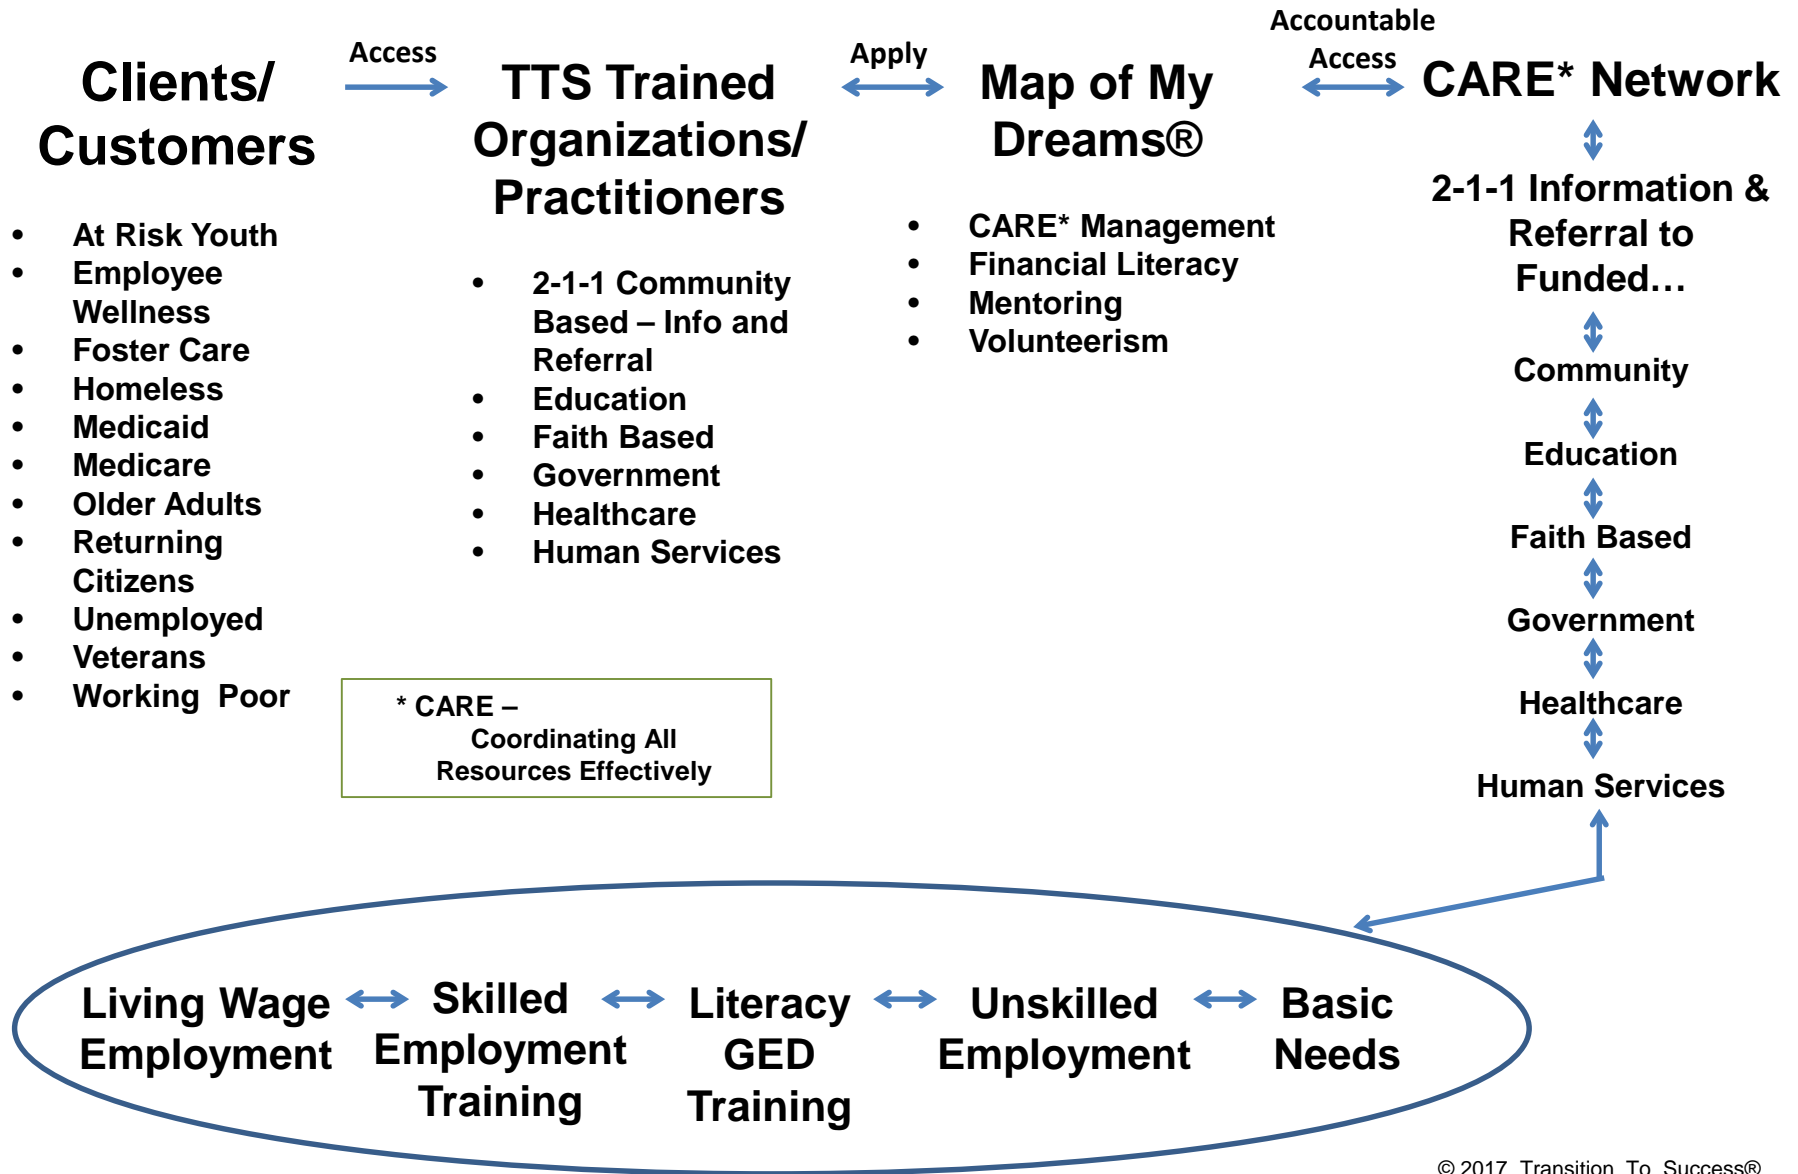 Clients/
Customers
• At Risk Youth
• Employee
Wellness
• Foster Care
• Homeless
• Medicaid
• Medicare
• Older Adults
• Returning
Citizens
• Unemployed
• Veterans
• Working Poor
Access
TTS Trained
Organizations/
Practitioners
• 2-1-1 Community
Based – Info and
Referral
• Education
• Faith Based
• Government
• Healthcare
• Human Services
Apply
Map of My
Dreams®
• CARE* Management
• Financial Literacy
• Mentoring
• Volunteerism
Accountable
Access
CARE* Network
2-1-1 Information &
Referral to
Funded…
Community
Education
Faith Based
Government
Healthcare
Human Services
* CARE –
Coordinating All
Resources Effectively
Living Wage
Employment
Skilled
Employment
Training
Literacy
GED
Training
Unskilled
Employment
Basic
Needs
© 2017 Transition To Success®